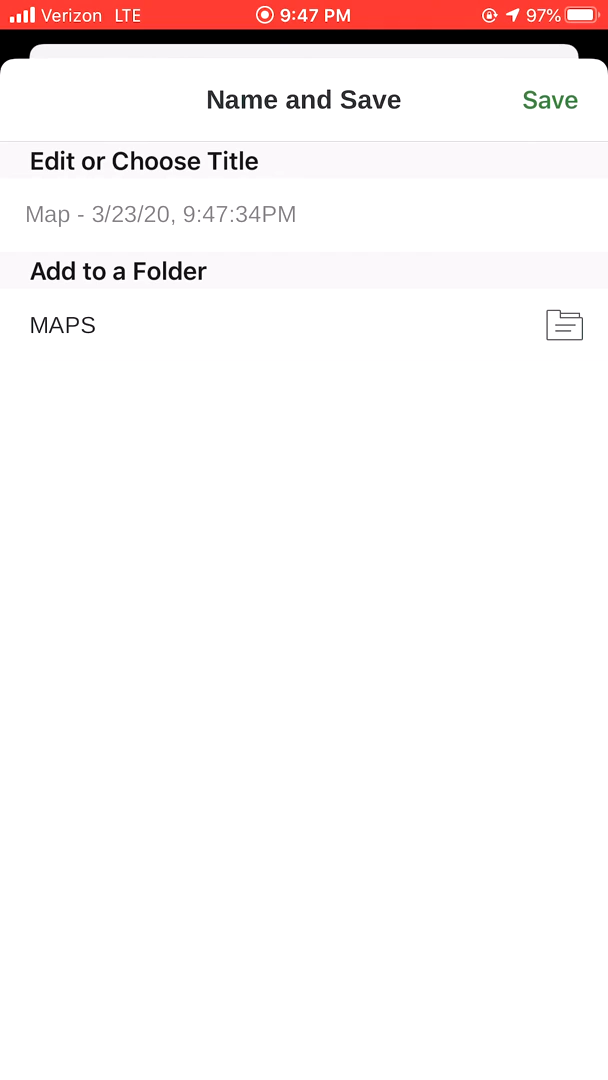 Verizon LTE 9:47 PM 97%
Name and Save Save
Edit or Choose Title
Map - 3/23/20, 9:47:34PM
Add to a Folder
MAPS